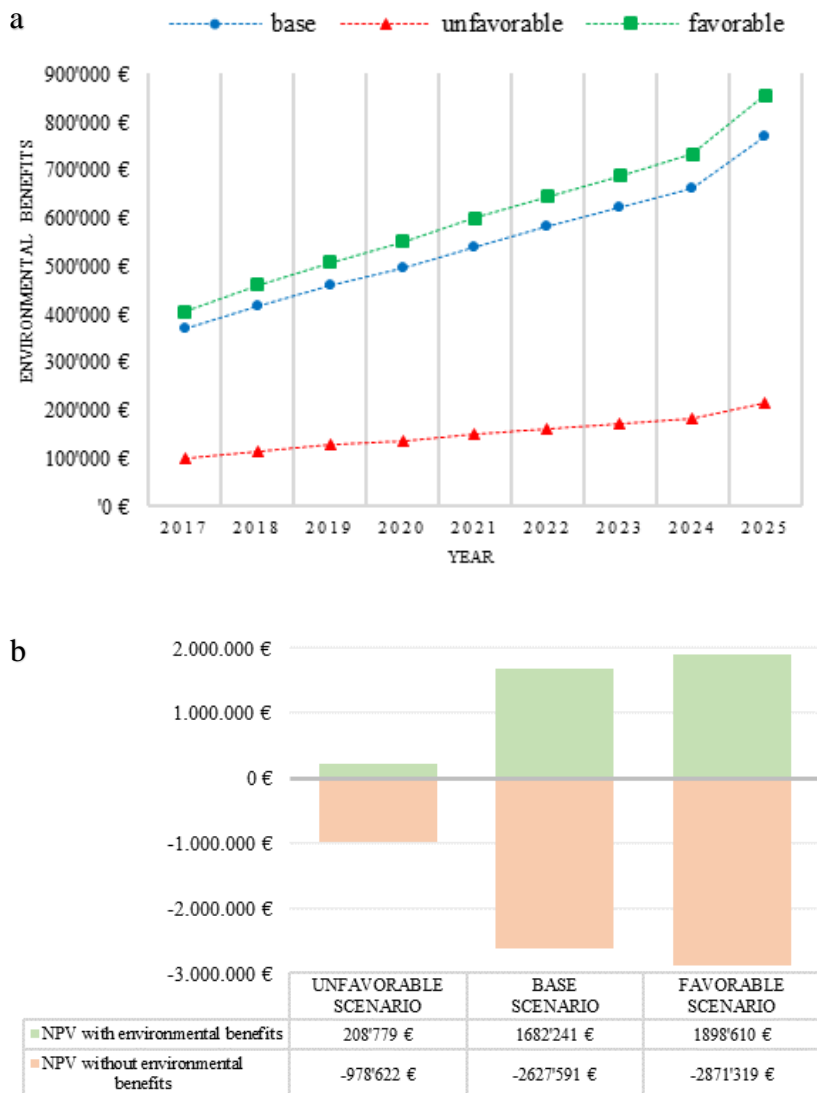 a
base unfavorable favorable
900'000 €
800'000 €
700'000 €
600'000 €
500'000 €
400'000 €
300'000 €
200'000 €
100'000 €
'0 €
ENVIRONMENTAL BENEFITS
2017 2018 2019 2020 2021 2022 2023 2024 2025
YEAR
b
2.000.000 €
1.000.000 €
0 €
-1.000.000 €
-2.000.000 €
-3.000.000 €
UNFAVORABLE SCENARIO
BASE SCENARIO
FAVORABLE SCENARIO
NPV with environmental benefits 208'779 € 1682'241 € 1898'610 €
NPV without environmental benefits -978'622 € -2627'591 € -2871'319 €